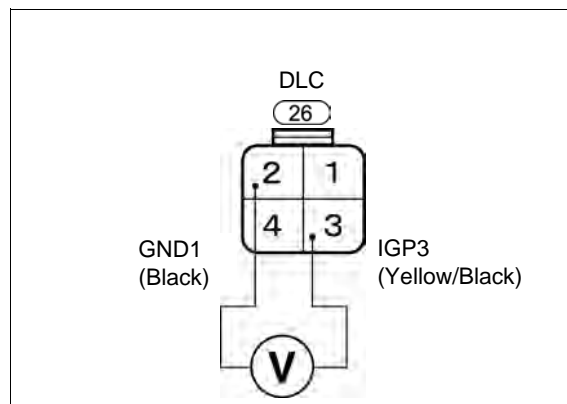 DLC
26
2 1
4 3
GND1
(Black)
IGP3
(Yellow/Black)
V